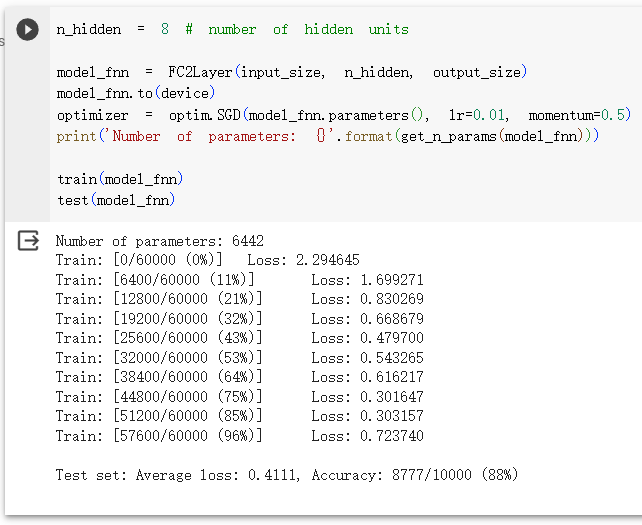 s
n_hidden = 8 # number of hidden units
model_fnn = FC2Layer(input_size, n_hidden, output_size)
model_fnn.to(device)
optimizer = optim.SGD(model_fnn.parameters(), lr=0.01, momentum=0.5)
print('Number of parameters: {}'.format(get_n_params(model_fnn)))
train(model_fnn)
test(model_fnn)
Number of parameters: 6442
Train: [0/60000 (0%)] Loss: 2.294645
Train: [6400/60000 (11%)] Loss: 1.699271
Train: [12800/60000 (21%)] Loss: 0.830269
Train: [19200/60000 (32%)] Loss: 0.668679
Train: [25600/60000 (43%)] Loss: 0.479700
Train: [32000/60000 (53%)] Loss: 0.543265
Train: [38400/60000 (64%)] Loss: 0.616217
Train: [44800/60000 (75%)] Loss: 0.301647
Train: [51200/60000 (85%)] Loss: 0.303157
Train: [57600/60000 (96%)] Loss: 0.723740
Test set: Average loss: 0.4111, Accuracy: 8777/10000 (88%)